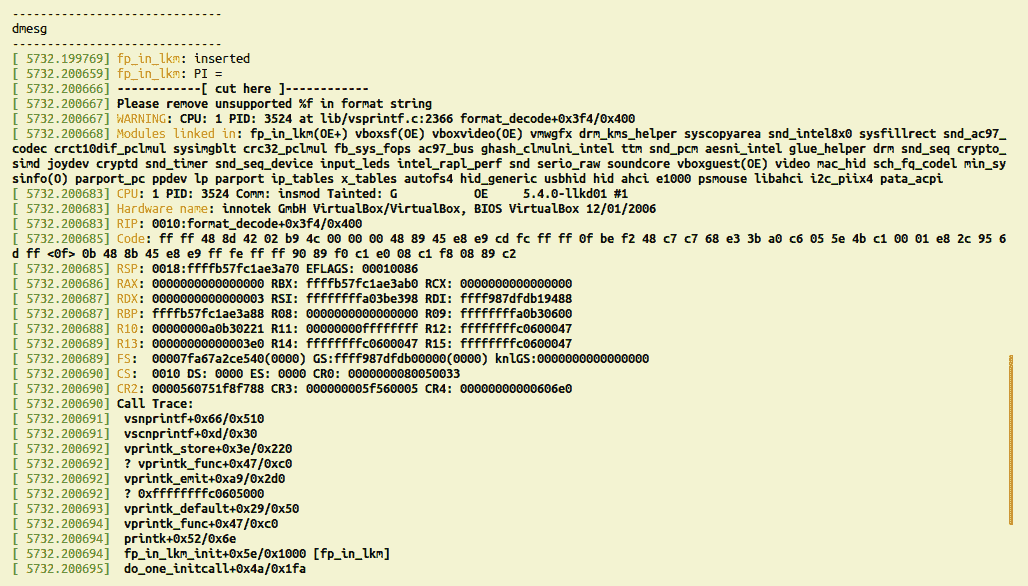 ------------------------------
dmesg
------------------------------
[ 5732.199769] fp_in_lkm: inserted
[ 5732.200659] fp_in_lkm: PI =
[ 5732.200666] ------------[ cut here ]------------
[ 5732.200667] Please remove unsupported %f in format string
[ 5732.200667] WARNING: CPU: 1 PID: 3524 at lib/vsprintf.c:2366 format_decode+0x3f4/0x400
[ 5732.200668] Modules linked in: fp_in_lkm(OE+) vboxsf(OE) vboxvideo(OE) vmwgfx drm_kms_helper syscopyarea snd_intel8x0 sysfillrect snd_ac97_
codec crct10dif_pclmul sysimgblt crc32_pclmul fb_sys_fops ac97_bus ghash_clmulni_intel ttm snd_pcm aesni_intel glue_helper drm snd_seq crypto_
simd joydev cryptd snd_timer snd_seq_device input_leds intel_rapl_perf snd serio_raw soundcore vboxguest(OE) video mac_hid sch_fq_codel min_sy
sinfo(O) parport_pc ppdev lp parport ip_tables x_tables autofs4 hid_generic usbhid hid ahci e1000 psmouse libahci i2c_piix4 pata_acpi
[ 5732.200683] CPU: 1 PID: 3524 Comm: insmod Tainted: G           OE     5.4.0-llkd01 #1
[ 5732.200683] Hardware name: innotek GmbH VirtualBox/VirtualBox, BIOS VirtualBox 12/01/2006
[ 5732.200684] RIP: 0010:format_decode+0x3f4/0x400
[ 5732.200685] Code: ff ff 48 8d 42 02 b9 4c 00 00 00 48 89 45 e8 e9 cd fc ff ff 0f be f2 48 c7 c7 68 e3 3b a0 c6 05 5e 4b c1 00 01 e8 2c 95 6
d ff <0f> 0b 48 8b 45 e8 e9 ff fe ff ff 90 89 f0 c1 e0 08 c1 f8 08 89 c2
[ 5732.200685] RSP: 0018:ffffb57fc1ae3a70 EFLAGS: 00010086
[ 5732.200686] RAX: 0000000000000000 RBX: ffffb57fc1ae3ab0 RCX: 0000000000000000
[ 5732.200687] RDX: 0000000000000003 RSI: ffffffffa03be398 RDI: ffff987dfdb19488
[ 5732.200687] RBP: ffffb57fc1ae3a88 R08: 0000000000000000 R09: ffffffffa0b30600
[ 5732.200688] R10: 00000000a0b30221 R11: 00000000ffffffff R12: ffffffffc0600047
[ 5732.200689] R13: 00000000000003e0 R14: ffffffffc0600047 R15: ffffffffc0600047
[ 5732.200689] FS:  00007fa67a2ce540(0000) GS:ffff987dfdb00000(0000) knlGS:0000000000000000
[ 5732.200690] CS:  0010 DS: 0000 ES: 0000 CR0: 0000000080050033
[ 5732.200690] CR2: 0000560751f8f788 CR3: 000000005f560005 CR4: 00000000000606e0
[ 5732.200690] Call Trace:
[ 5732.200691]  vsnprintf+0x66/0x510
[ 5732.200691]  vscnprintf+0xd/0x30
[ 5732.200692]  vprintk_store+0x3e/0x220
[ 5732.200692]  ? vprintk_func+0x47/0xc0
[ 5732.200692]  vprintk_emit+0xa9/0x2d0
[ 5732.200692]  ? 0xffffffffc0605000
[ 5732.200693]  vprintk_default+0x29/0x50
[ 5732.200694]  vprintk_func+0x47/0xc0
[ 5732.200694]  printk+0x52/0x6e
[ 5732.200694]  fp_in_lkm_init+0x5e/0x1000 [fp_in_lkm]
[ 5732.200695]  do_one_initcall+0x4a/0x1fa